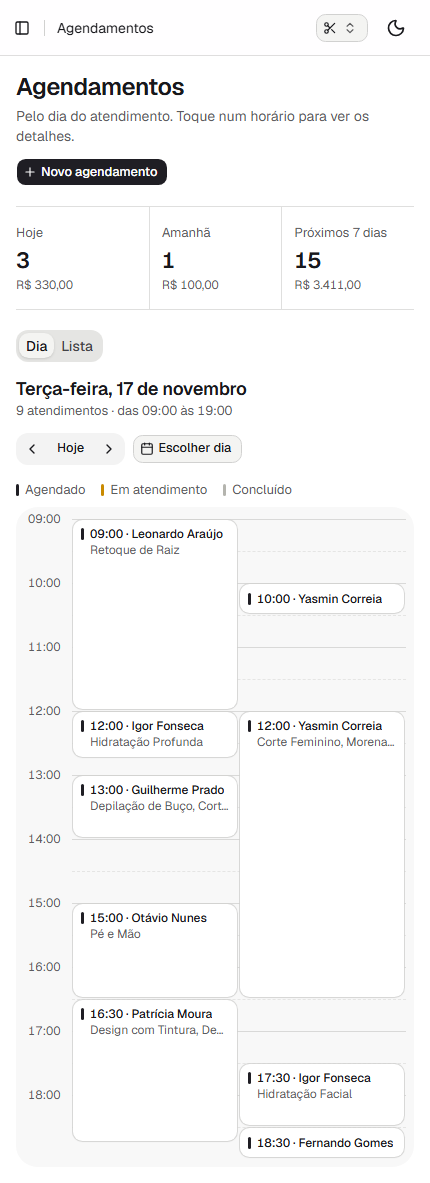 Agendamentos
Agendamentos
Pelo dia do atendimento. Toque num horário para ver os
detalhes.
+ Novo agendamento
Hoje
3
R$ 330,00
Amanhã
1
R$ 100,00
Próximos 7 dias
15
R$ 3.411,00
Dia Lista
Terça-feira, 17 de novembro
9 atendimentos · das 09:00 às 19:00
Hoje
Escolher dia
Agendado Em atendimento Concluído
09:00
09:00 · Leonardo Araújo
Retoque de Raiz
10:00
10:00 · Yasmin Correia
11:00
12:00
12:00 · Igor Fonseca
Hidratação Profunda
12:00 · Yasmin Correia
Corte Feminino, Morena...
13:00
13:00 · Guilherme Prado
Depilação de Buço, Cort...
14:00
15:00
15:00 · Otávio Nunes
Pé e Mão
16:00
16:30 · Patrícia Moura
Design com Tintura, De...
17:00
17:30 · Igor Fonseca
Hidratação Facial
18:00
18:30 · Fernando Gomes